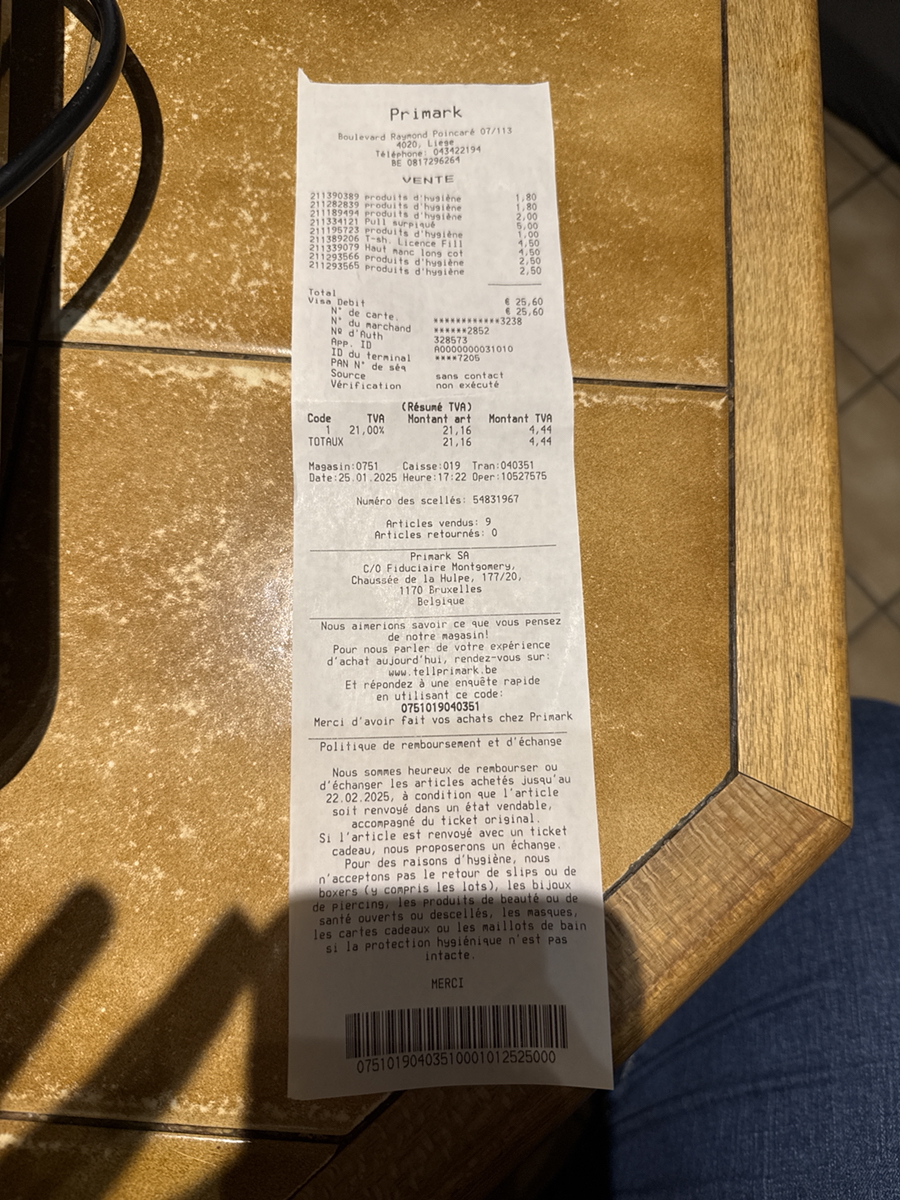 Primark
Boulevard Raymond Poincaré 07/113
4020, Liege
Téléphone: 043422194
BE 0817296264
VENTE
211390389 produits d'hygiène 1,80
211282839 produits d'hygiène 1,80
211189494 produits d'hygiène 2,00
211334121 Pull surpiqué 5,00
211195723 produits d'hygiène 1,00
211389206 T-sh. Licence Fill 4,50
211339079 Haut manc long cot 4,50
211293566 produits d'hygiène 2,50
211293565 produits d'hygiène 2,50
Total € 25,60
Visa Debit € 25,60
N° de carte. ************3238
N° du marchand ******2852
Nº d'Auth 328573
App. ID A0000000031010
ID du terminal ****7205
PAN N° de séq
Source sans contact
Vérification non exécuté
(Résumé TVA)
Code TVA Montant art Montant TVA
1 21,00% 21,16 4,44
TOTAUX 21,16 4,44
Magasin:0751 Caisse:019 Tran:040351
Date:25.01.2025 Heure:17:22 Oper:10527575
Numéro des scellés: 54831967
Articles vendus: 9
Articles retournés: 0
Primark SA
C/O Fiduciaire Montgomery,
Chaussée de la Hulpe, 177/20,
1170 Bruxelles
Belgique
Nous aimerions savoir ce que vous pensez
de notre magasin!
Pour nous parler de votre expérience
d'achat aujourd'hui, rendez-vous sur:
www.tellprimark.be
Et répondez à une enquête rapide
en utilisant ce code:
0751019040351
Merci d'avoir fait vos achats chez Primark
Politique de remboursement et d'échange
Nous sommes heureux de rembourser ou
d'échanger les articles achetés jusqu'au
22.02.2025, à condition que l'article
soit renvoyé dans un état vendable,
accompagné du ticket original.
Si l'article est renvoyé avec un ticket
cadeau, nous proposerons un échange.
Pour des raisons d'hygiène, nous
n'acceptons pas le retour de slips ou de
boxers (y compris les lots), les bijoux
de piercing, les produits de beauté ou de
santé ouverts ou descellés, les masques,
les cartes cadeaux ou les maillots de bain
si la protection hygiénique n'est pas
intacte.
MERCI
07510190403510001012525000